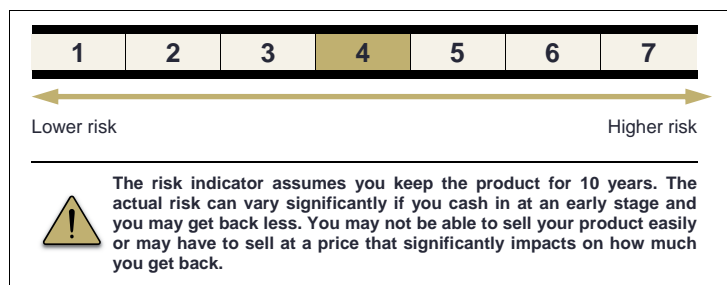 1 2 3 4 5 6 7
Lower risk Higher risk
The risk indicator assumes you keep the product for 10 years. The
actual risk can vary significantly if you cash in at an early stage and
you may get back less. You may not be able to sell your product easily
or may have to sell at a price that significantly impacts on how much
you get back.